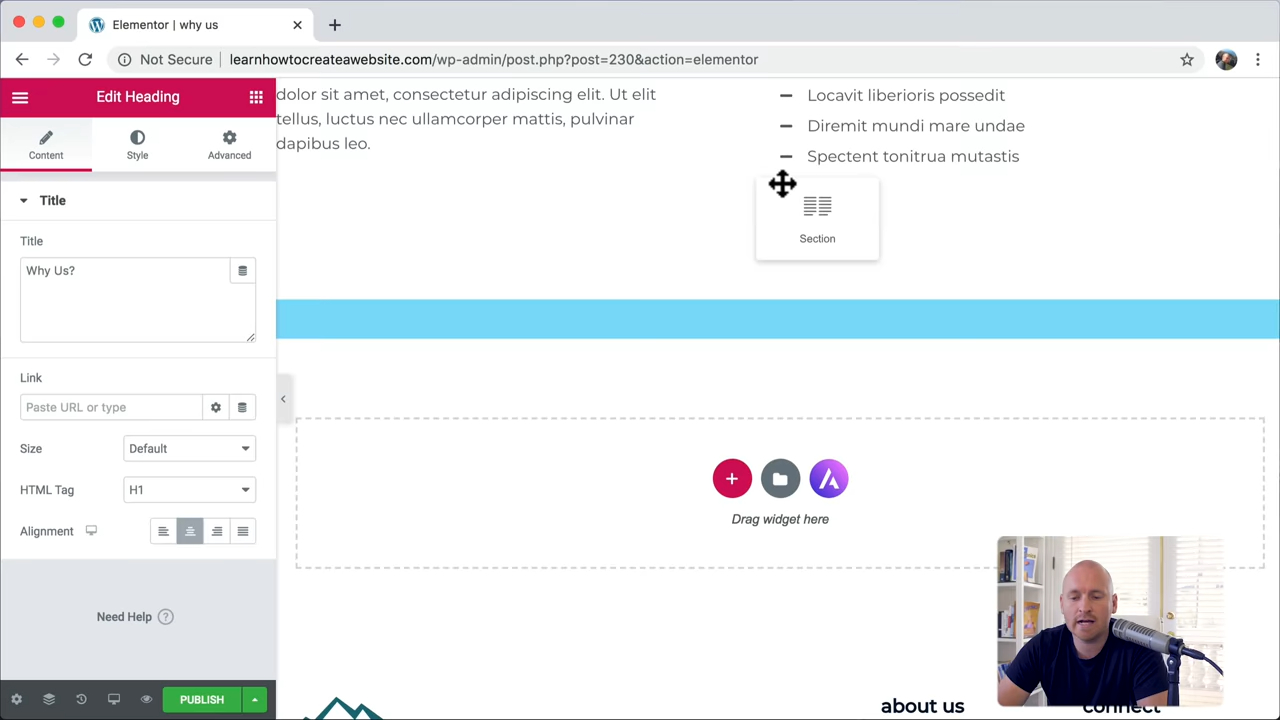 Elementor | why us
Not Secure
learnhowtocreateawebsite.com/wp-admin/post.php?post=230&action=elementor
Edit Heading
Content
Style
Advanced
Title
Title
Why Us?
Link
Paste URL or type
Size
Default
HTML Tag
H1
Alignment
Need Help ?
PUBLISH
dolor sit amet, consectetur adipiscing elit. Ut elit
tellus, luctus nec ullamcorper mattis, pulvinar
dapibus leo.
Locavit liberioris possedit
Diremit mundi mare undae
Spectent tonitrua mutastis
Section
Drag widget here
about us
connect